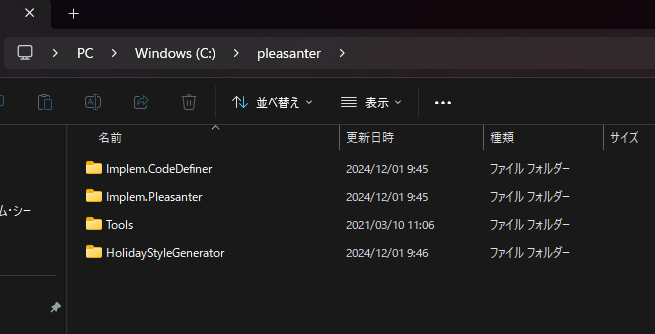 PC > Windows (C:) > pleasanter >
並べ替え 表示
名前 更新日時 種類 サイズ
Implem.CodeDefiner 2024/12/01 9:45 ファイル フォルダー
Implem.Pleasanter 2024/12/01 9:45 ファイル フォルダー
ム・シー
Tools 2021/03/10 11:06 ファイル フォルダー
HolidayStyleGenerator 2024/12/01 9:46 ファイル フォルダー